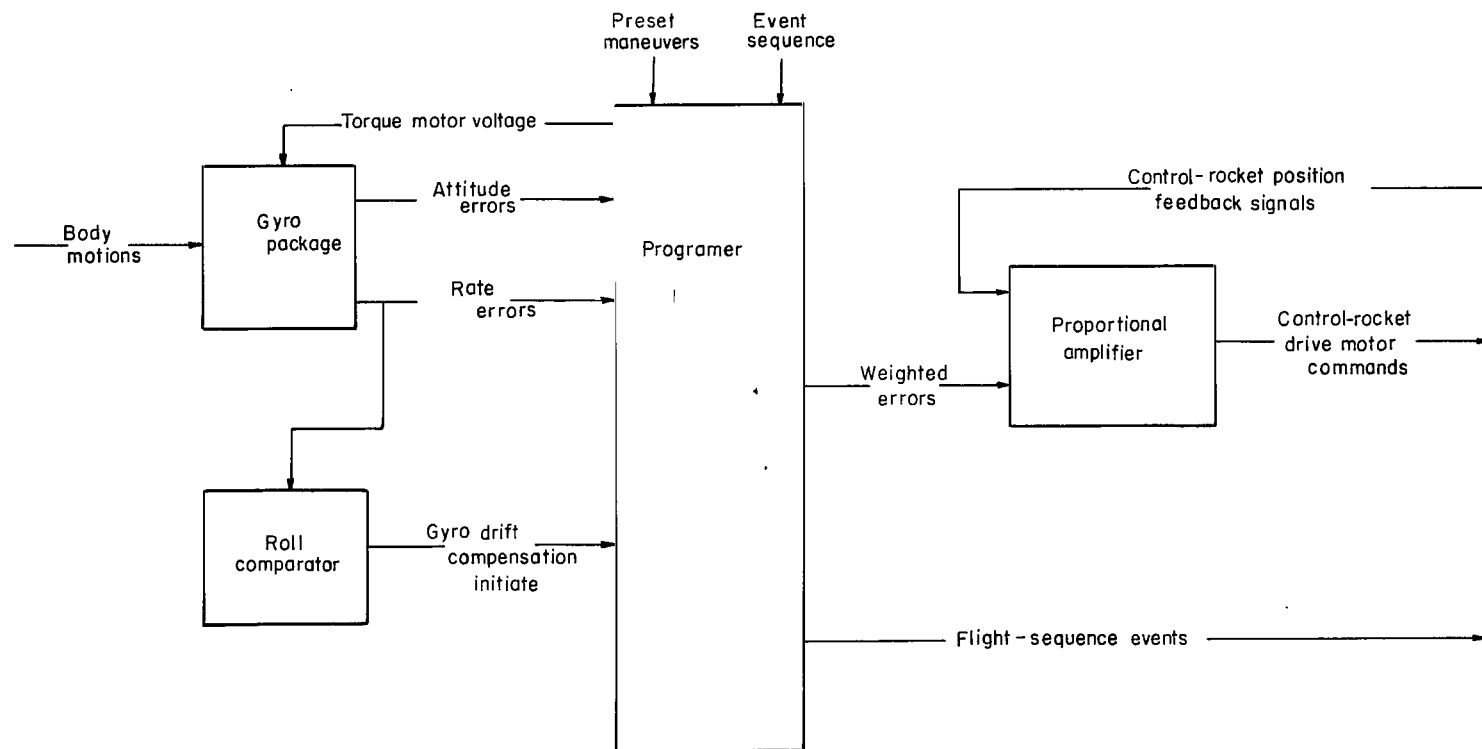 Preset
maneuvers
Event
sequence
Torque motor voltage
Attitude
errors
Control-rocket position
feedback signals
Gyro
package
Body
motions
Programer
Rate
errors
Proportional
amplifier
Control-rocket
drive motor
commands
Weighted
errors
Roll
comparator
Gyro drift
compensation
initiate
Flight-sequence events